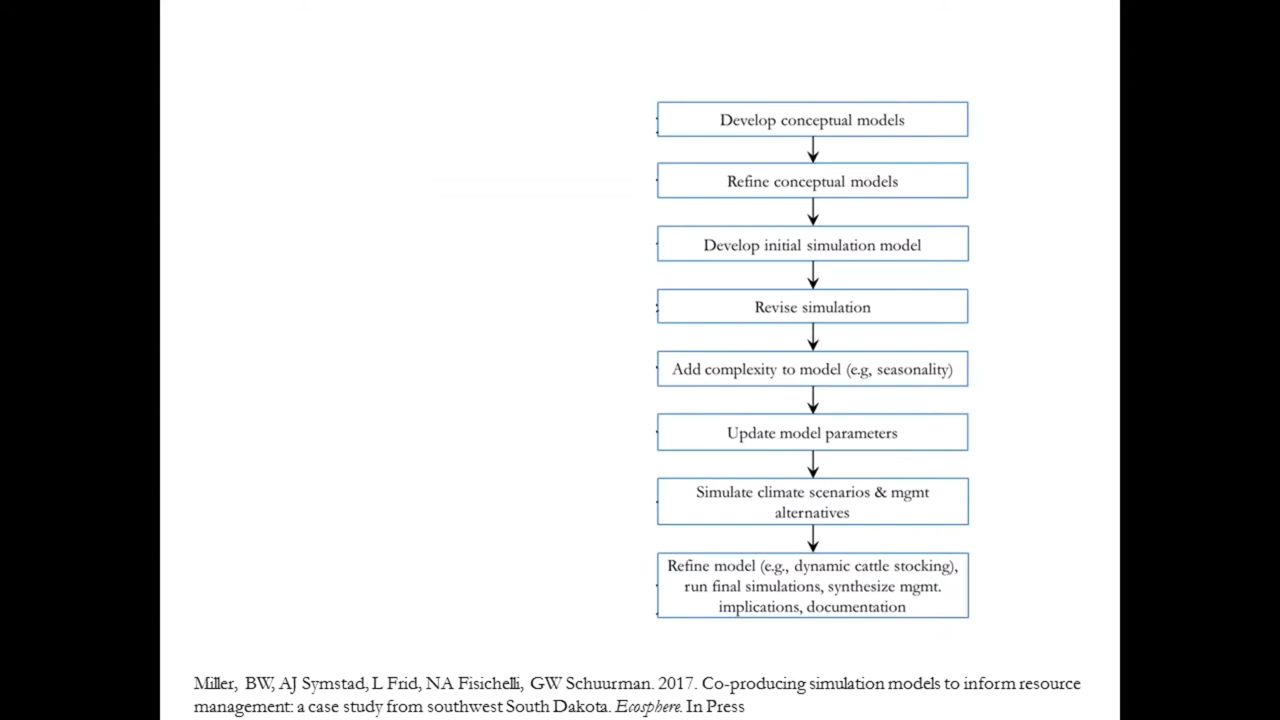 Develop conceptual models
Refine conceptual models
Develop initial simulation model
Revise simulation
Add complexity to model (e.g, seasonality)
Update model parameters
Simulate climate scenarios & mgmt
alternatives
Refine model (e.g., dynamic cattle stocking),
run final simulations, synthesize mgmt.
implications, documentation
Miller, BW, AJ Symstad, L Frid, NA Fisichelli, GW Schuurman. 2017. Co-producing simulation models to inform resource
management: a case study from southwest South Dakota. Ecosphere. In Press